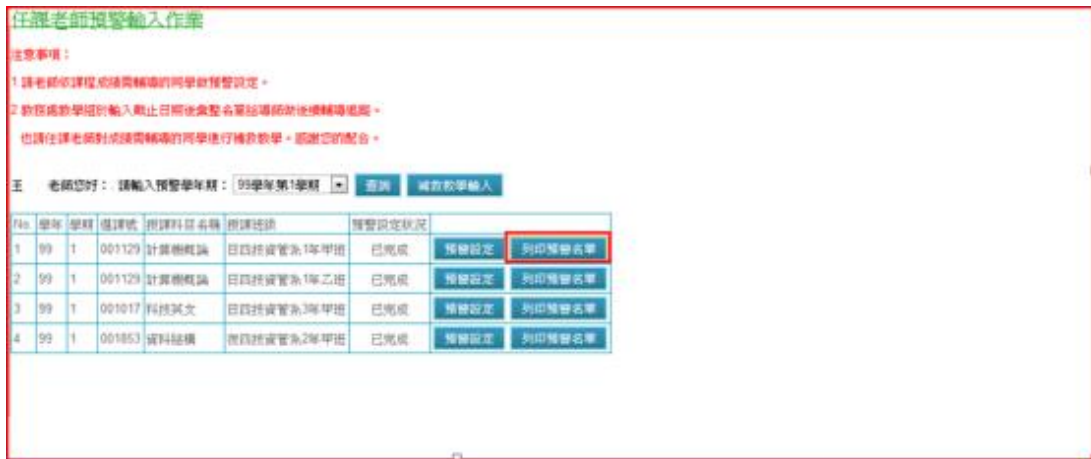 任課老師預警輸入作業
注意事項：
1 請老師依課程成績需輔導的同學做預警設定。
2 教務處教學組於輸入截止日期後彙整名單給導師做後續輔導追蹤。
也請任課老師對成績需輔導的同學進行補救教學。感謝您的配合。
王 老師您好： 請輸入預警學年期： 99學年第1學期 查詢 補救教學輸入
No. 學年 學期 選課號 授課科目名稱 授課班級 預警設定狀況
1 99 1 001129 計算機概論 日四技資管系1年甲班 已完成 預警設定 列印預警名單
2 99 1 001129 計算機概論 日四技資管系1年乙班 已完成 預警設定 列印預警名單
3 99 1 001017 科技英文 日四技資管系3年甲班 已完成 預警設定 列印預警名單
4 99 1 001853 資料結構 夜四技資管系2年甲班 已完成 預警設定 列印預警名單